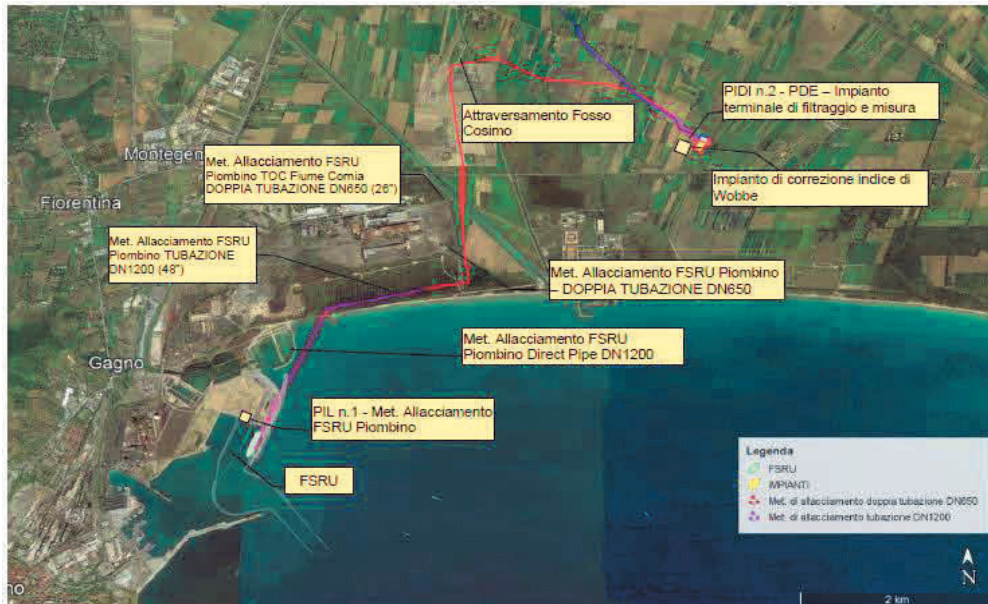 PIDI n.2 - PDE – Impianto
terminale di filtraggio e misura
Attraversamento Fosso
Cosimo
Met. Allacciamento FSRU
Piombino TOC Fiume Cornia
DOPPIA TUBAZIONE DN650 (26")
Impianto di correzione indice di
Wobbe
Fiorentina
Met. Allacciamento FSRU
Piombino TUBAZIONE
DN1200 (48")
Met. Allacciamento FSRU Piombino
– DOPPIA TUBAZIONE DN650
Met. Allacciamento FSRU
Piombino Direct Pipe DN1200
Gagno
PIL n.1 - Met. Allacciamento
FSRU Piombino
FSRU
Legenda
FSRU
IMPIANTI
Met. di allacciamento doppia tubazione DN650
Met. di allacciamento tubazione DN1200
N
2 km